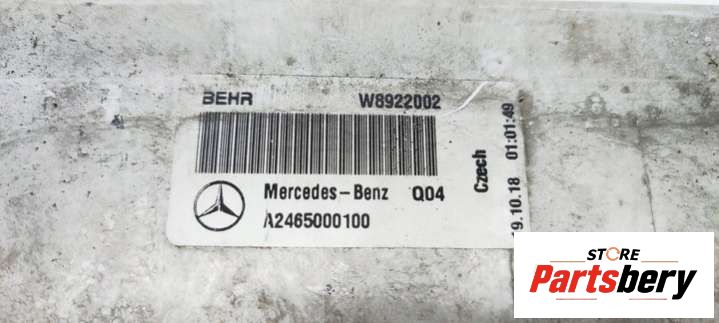 BEHR W8922002
Mercedes-Benz Q04
A2465000100
Czech
19.10.18 01:01:49
STORE
Partsbery